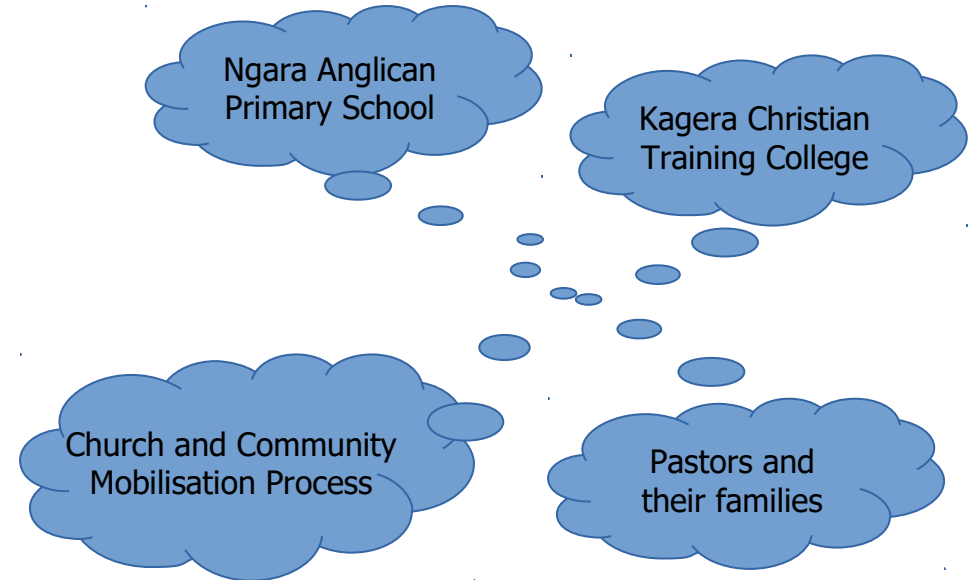 Ngara Anglican
Primary School
Kagera Christian
Training College
Church and Community
Mobilisation Process
Pastors and
their families